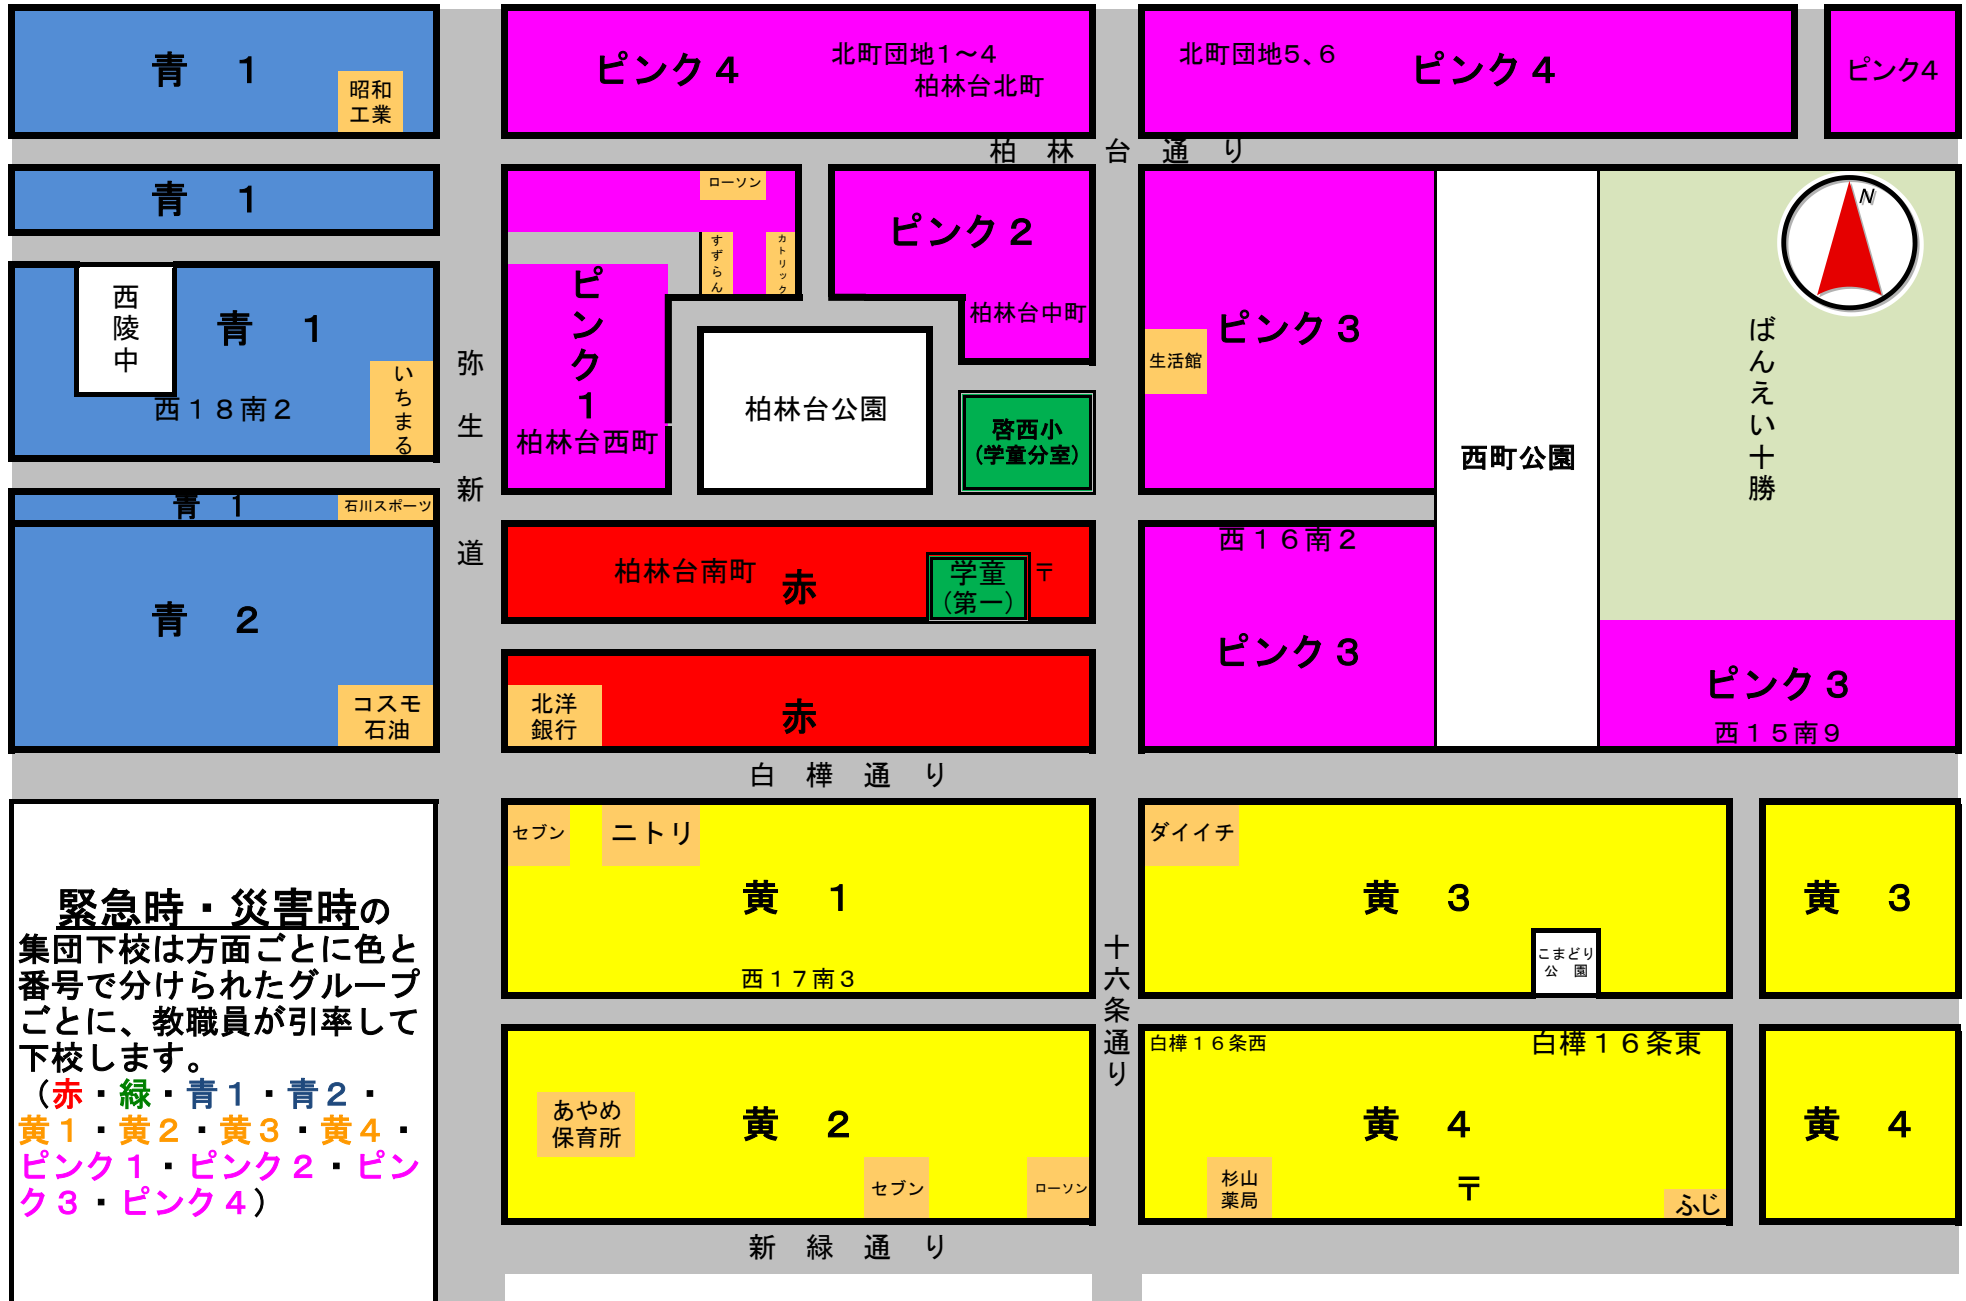 青　１
昭和
工業
ピンク４
北町団地１～４
柏林台北町
北町団地５、６
ピンク４
ピンク４
柏林台通り
青　１
ローソン
すずらん
カトリック
ピンク２
柏林台中町
N
西陵中
青　１
西１８南２
いちまる
弥生新道
ピンク１
柏林台西町
柏林台公園
啓西小
（学童分室）
ピンク３
生活館
西町公園
ばんえい十勝
青　１
石川スポーツ
青　２
コスモ
石油
柏林台南町
赤
学童
（第一）
〒
西１６南２
ピンク３
ピンク３
西１５南９
北洋
銀行
赤
白樺通り
セブン
ニトリ
黄　１
西１７南３
ダイイチ
黄　３
こまどり
公　園
黄　３
十六条通り
緊急時・災害時の
集団下校は方面ごとに色と
番号で分けられたグループ
ごとに、教職員が引率して
下校します。
（赤・緑・青１・青２・
黄１・黄２・黄３・黄４・
ピンク１・ピンク２・ピン
ク３・ピンク４）
あやめ
保育所
黄　２
セブン
ローソン
白樺１６条西
白樺１６条東
黄　４
杉山
薬局
〒
ふじ
黄　４
新緑通り